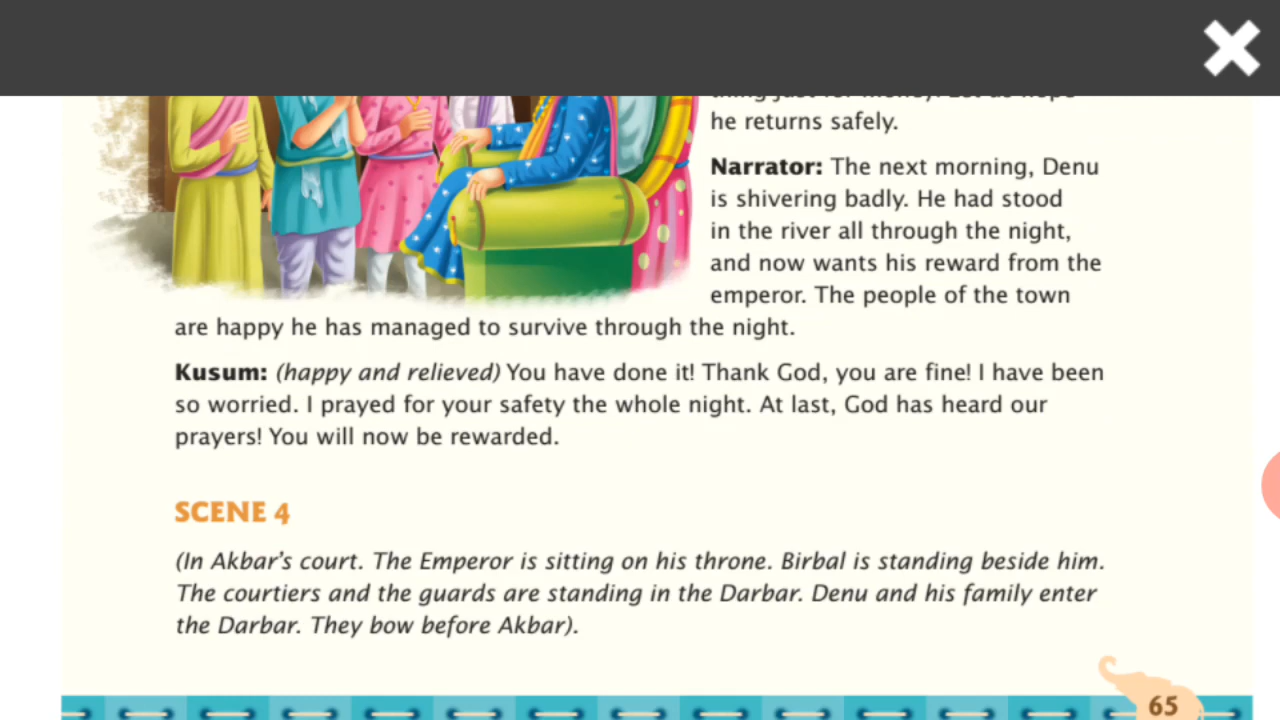 he returns safely.
Narrator: The next morning, Denu
is shivering badly. He had stood
in the river all through the night,
and now wants his reward from the
emperor. The people of the town
are happy he has managed to survive through the night.
Kusum: (happy and relieved) You have done it! Thank God, you are fine! I have been
so worried. I prayed for your safety the whole night. At last, God has heard our
prayers! You will now be rewarded.
SCENE 4
(In Akbar's court. The Emperor is sitting on his throne. Birbal is standing beside him.
The courtiers and the guards are standing in the Darbar. Denu and his family enter
the Darbar. They bow before Akbar).
65